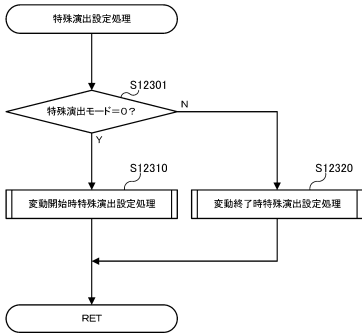 特殊演出設定処理
S12301
特殊演出モード=0?
N
Y
S12310
S12320
変動開始時特殊演出設定処理
変動終了時特殊演出設定処理
RET